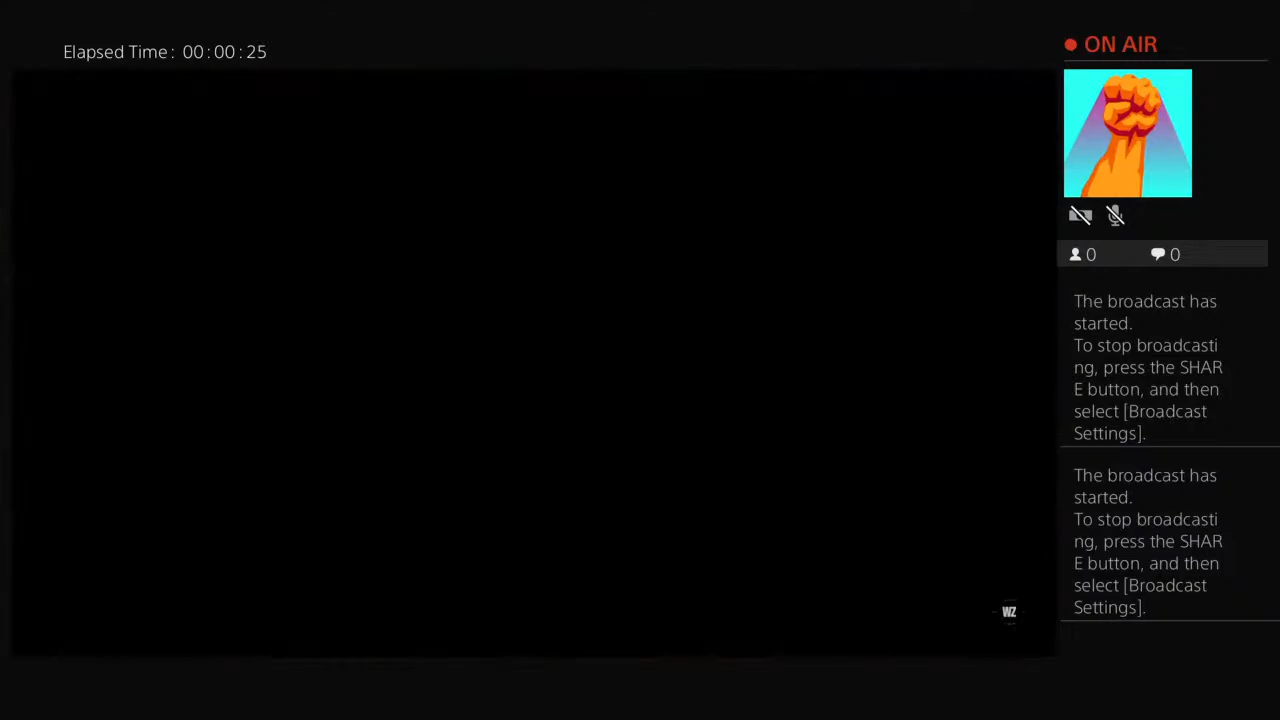 Elapsed Time: 00:00:25
ON AIR
0 0
The broadcast has
started.
To stop broadcasti
ng, press the SHAR
E button, and then
select [Broadcast
Settings].
The broadcast has
started.
To stop broadcasti
ng, press the SHAR
E button, and then
select [Broadcast
Settings].
WZ